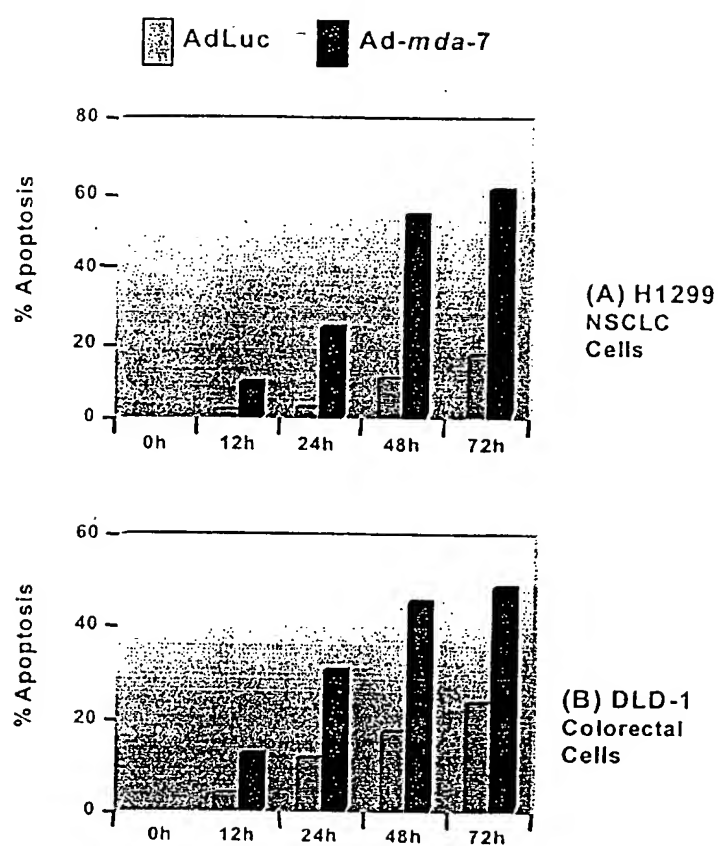 AdLuc Ad-mda-7
80
60
40
20
0
% Apoptosis
0h 12h 24h 48h 72h
(A) H1299
NSCLC
Cells
60
40
20
0
% Apoptosis
0h 12h 24h 48h 72h
(B) DLD-1
Colorectal
Cells